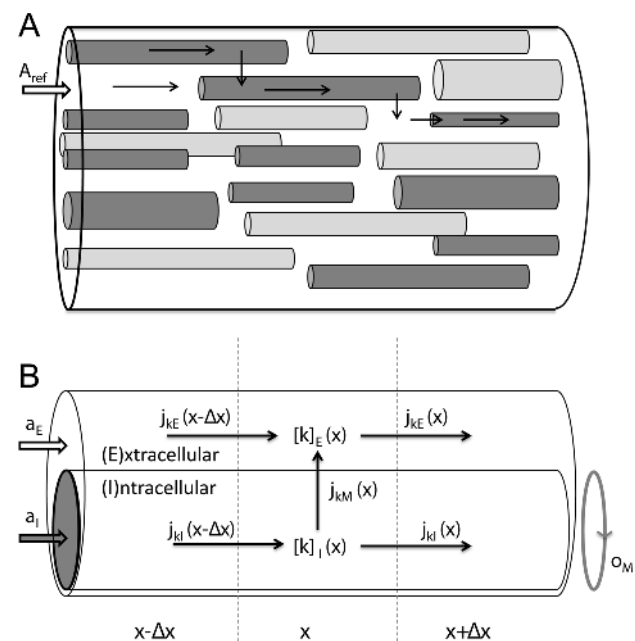 A
A_ref
B
a_E
j_kE(x-Δx)
[k]_E(x)
j_kE(x)
(E)xtracellular
(I)ntracellular
j_kM(x)
a_I
j_kI(x-Δx)
[k]_I(x)
j_kI(x)
o_M
x-Δx
x
x+Δx